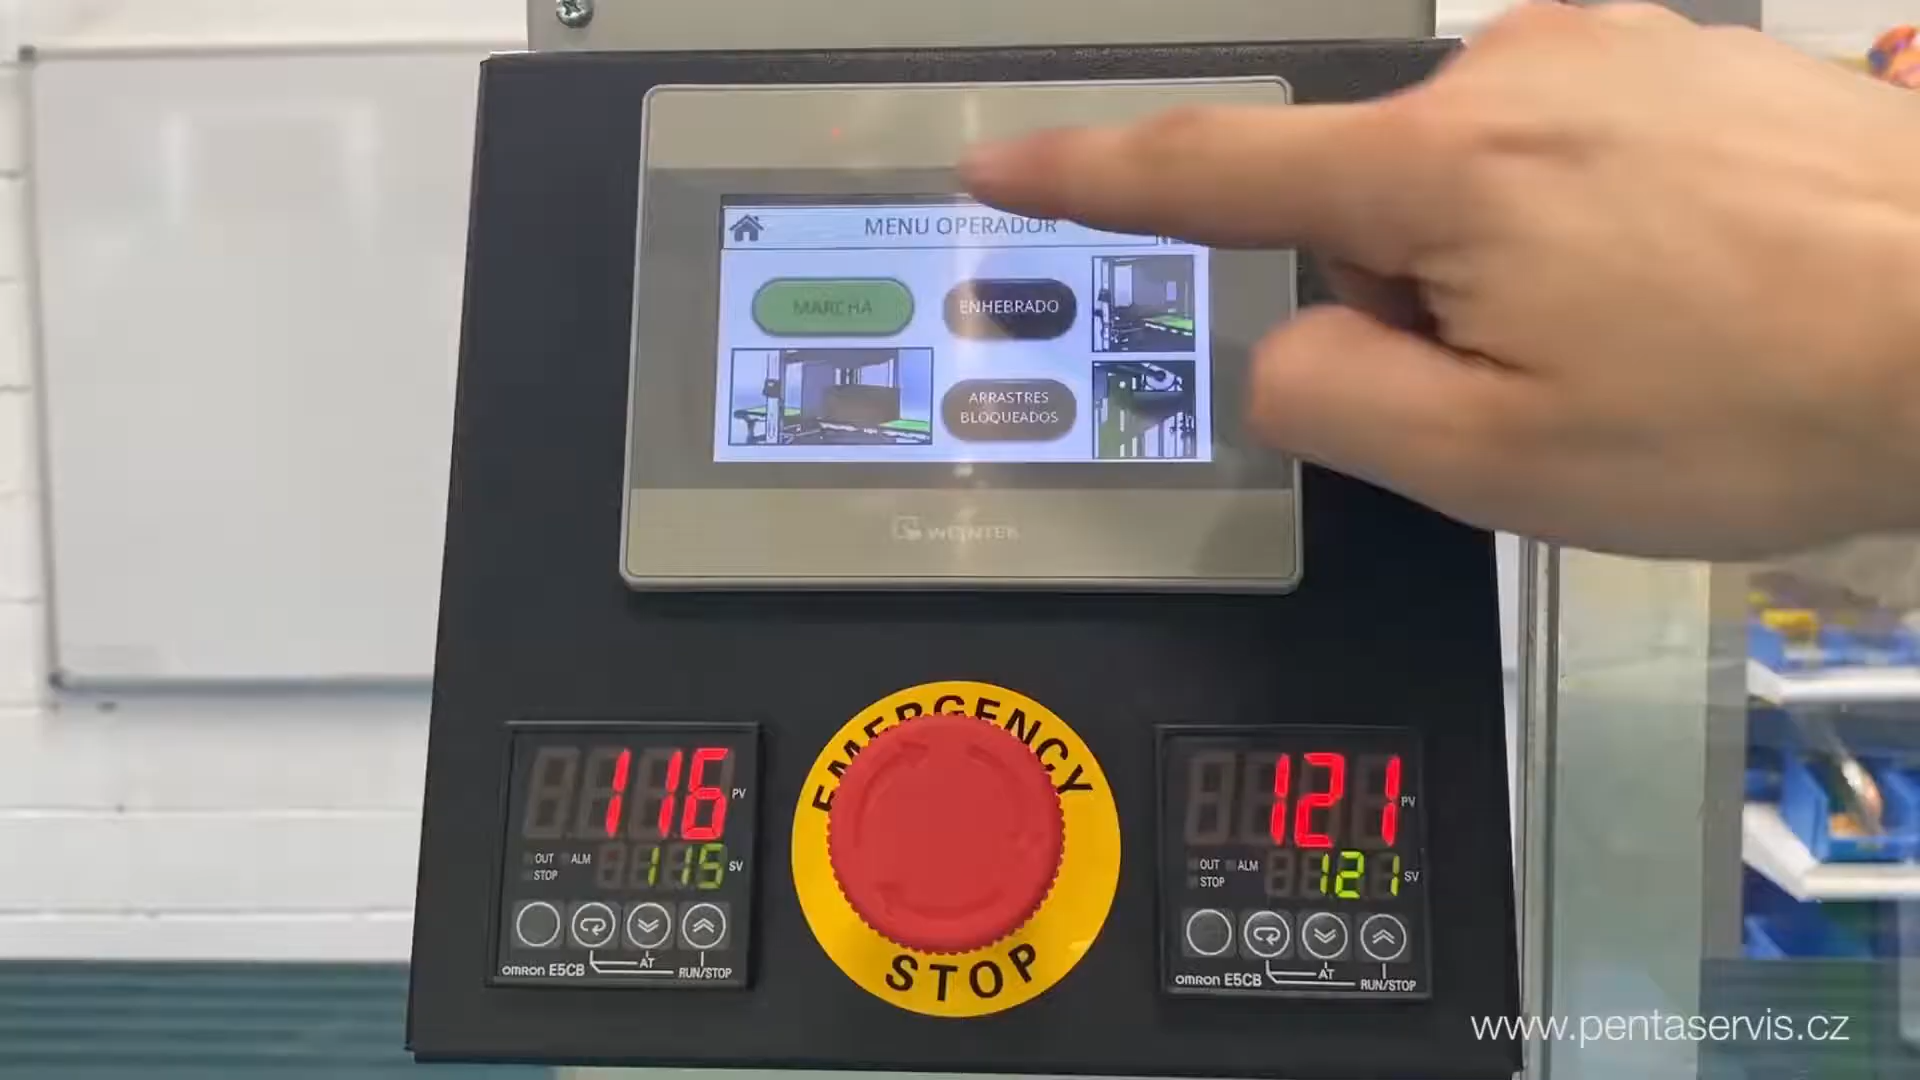 MENU OPERADOR
MARCHA
ENHEBRADO
ARRASTRES
BLOQUEADOS
WEINTEK
EMERGENCY
STOP
116 PV
OUT ALM
115 SV
STOP
AT
omron E5CB
RUN/STOP
121 PV
OUT ALM
121 SV
STOP
AT
omron E5CB
RUN/STOP
www.pentaservis.cz